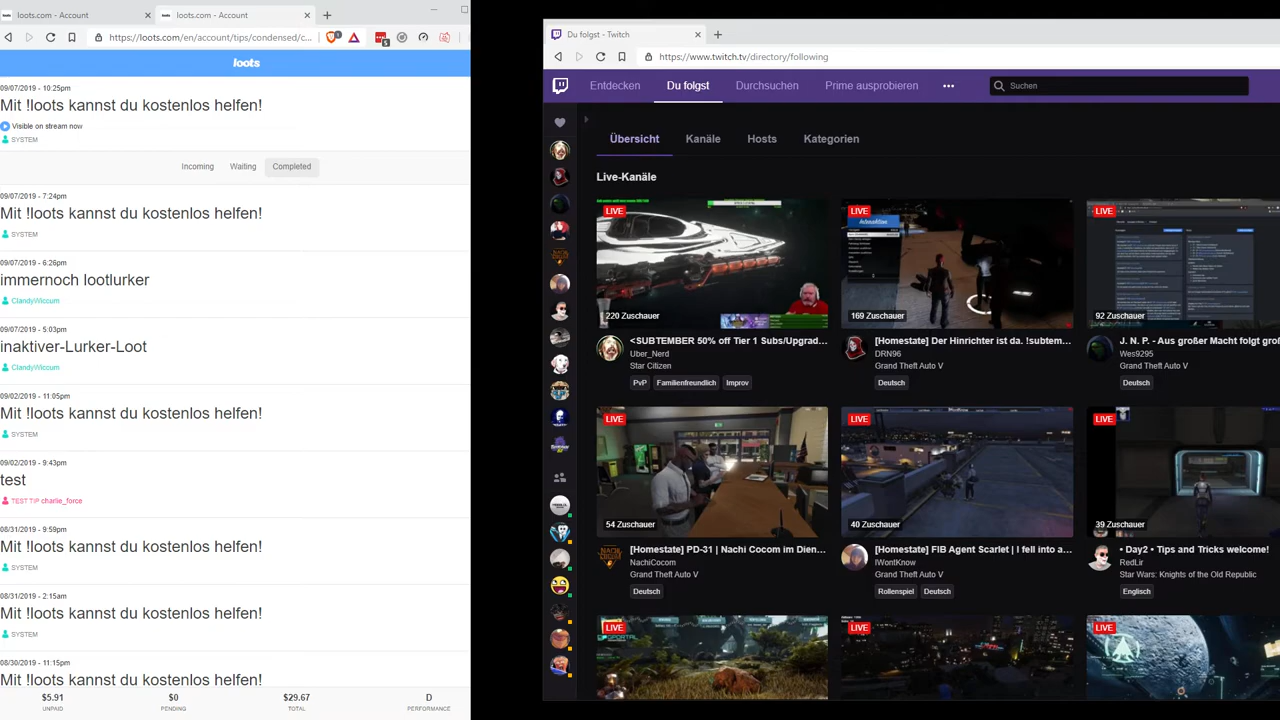 loots.com - Account
loots.com - Account
https://loots.com/en/account/tips/condensed/c...
loots
09/07/2019 - 10:25pm
Mit !loots kannst du kostenlos helfen!
Visible on stream now
SYSTEM
Incoming
Waiting
Completed
09/07/2019 - 7:24pm
Mit !loots kannst du kostenlos helfen!
SYSTEM
09/07/2019 - 6:26pm
immernoch lootlurker
ClandyWiccum
09/07/2019 - 5:03pm
inaktiver-Lurker-Loot
ClandyWiccum
09/02/2019 - 11:05pm
Mit !loots kannst du kostenlos helfen!
SYSTEM
09/02/2019 - 9:43pm
test
TEST TIP charlie_force
08/31/2019 - 9:59pm
Mit !loots kannst du kostenlos helfen!
SYSTEM
08/31/2019 - 2:15am
Mit !loots kannst du kostenlos helfen!
SYSTEM
08/30/2019 - 11:15pm
Mit !loots kannst du kostenlos helfen!
$5.91
UNPAID
$0
PENDING
$29.67
TOTAL
D
PERFORMANCE
Du folgst - Twitch
https://www.twitch.tv/directory/following
Entdecken
Du folgst
Durchsuchen
Prime ausprobieren
Suchen
Übersicht
Kanäle
Hosts
Kategorien
Live-Kanäle
LIVE
220 Zuschauer
<SUBTEMBER 50% off Tier 1 Subs/Upgrad...
Uber_Nerd
Star Citizen
PvP
Familienfreundlich
Improv
LIVE
169 Zuschauer
[Homestate] Der Hinrichter ist da. !subtem...
DRN96
Grand Theft Auto V
Deutsch
LIVE
92 Zuschauer
J. N. P. - Aus großer Macht folgt gro
Wes9295
Grand Theft Auto V
Deutsch
LIVE
54 Zuschauer
[Homestate] PD-31 | Nachi Cocom im Dien...
NachiCocom
Grand Theft Auto V
Deutsch
LIVE
40 Zuschauer
[Homestate] FIB Agent Scarlet | I fell into a...
IWontKnow
Grand Theft Auto V
Rollenspiel
Deutsch
LIVE
39 Zuschauer
• Day2 • Tips and Tricks welcome!
RedLir
Star Wars: Knights of the Old Republic
Englisch
LIVE
LIVE
LIVE